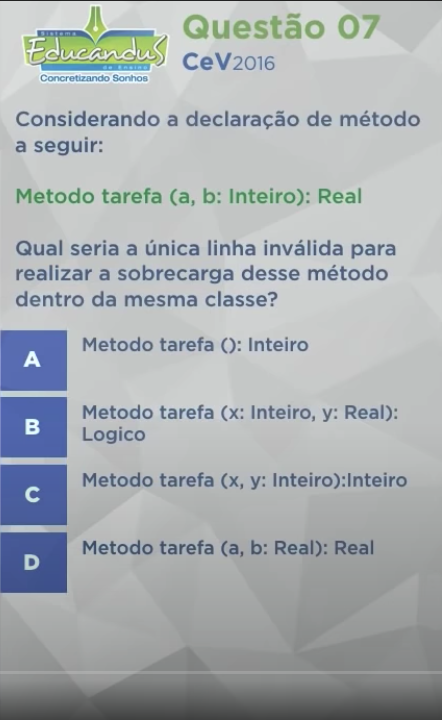 Sistema
Educandus
de Ensino
Concretizando Sonhos
Questão 07
CeV2016
Considerando a declaração de método
a seguir:
Metodo tarefa (a, b: Inteiro): Real
Qual seria a única linha inválida para
realizar a sobrecarga desse método
dentro da mesma classe?
A
Metodo tarefa (): Inteiro
B
Metodo tarefa (x: Inteiro, y: Real):
Logico
C
Metodo tarefa (x, y: Inteiro):Inteiro
D
Metodo tarefa (a, b: Real): Real